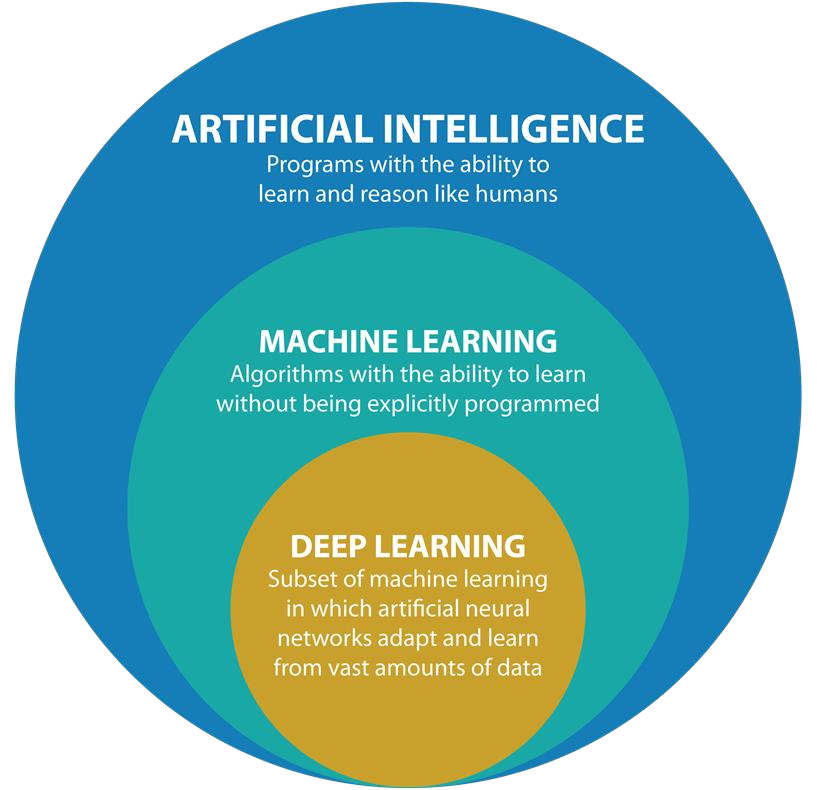 ARTIFICIAL INTELLIGENCE
Programs with the ability to
learn and reason like humans
MACHINE LEARNING
Algorithms with the ability to learn
without being explicitly programmed
DEEP LEARNING
Subset of machine learning
in which artificial neural
networks adapt and learn
from vast amounts of data